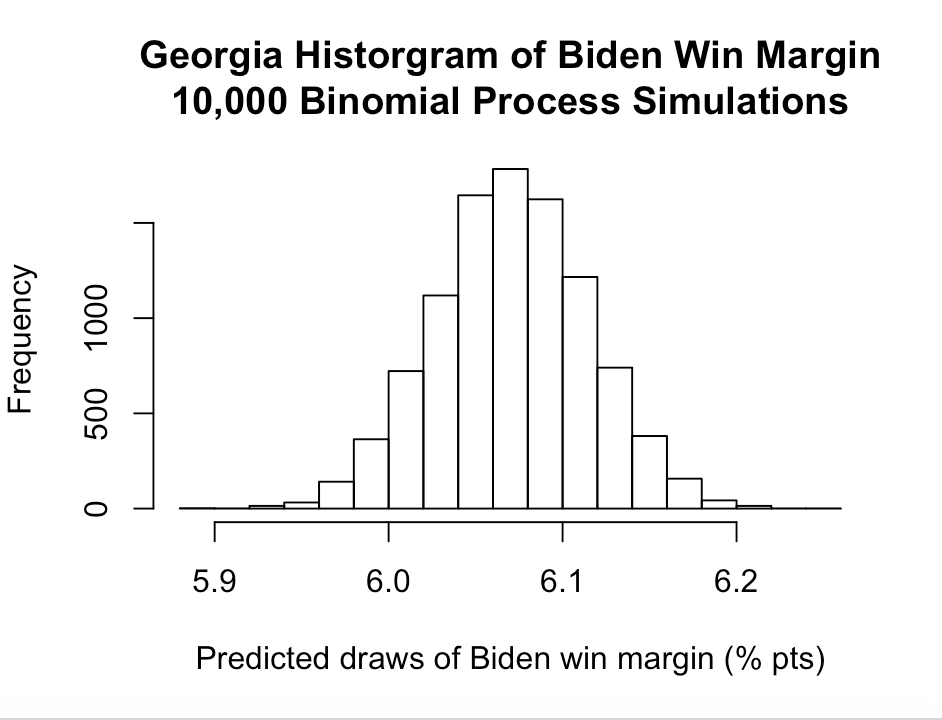 Georgia Historgram of Biden Win Margin
10,000 Binomial Process Simulations
Frequency
0 500 1000
5.9 6.0 6.1 6.2
Predicted draws of Biden win margin (% pts)